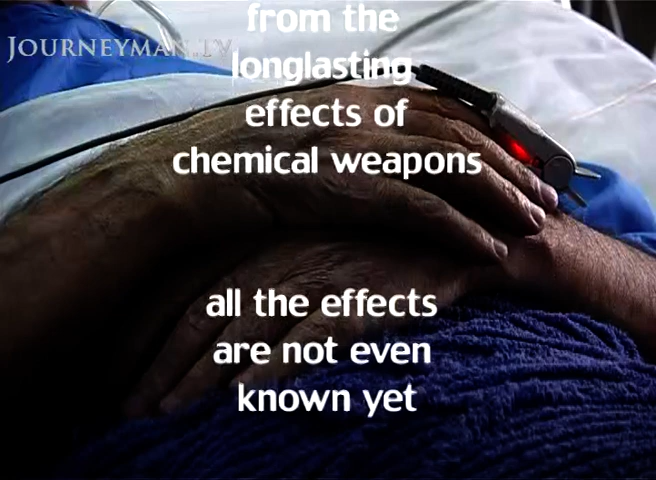 from the
JOURNEYMAN.TV
longlasting
effects of
chemical weapons
all the effects
are not even
known yet